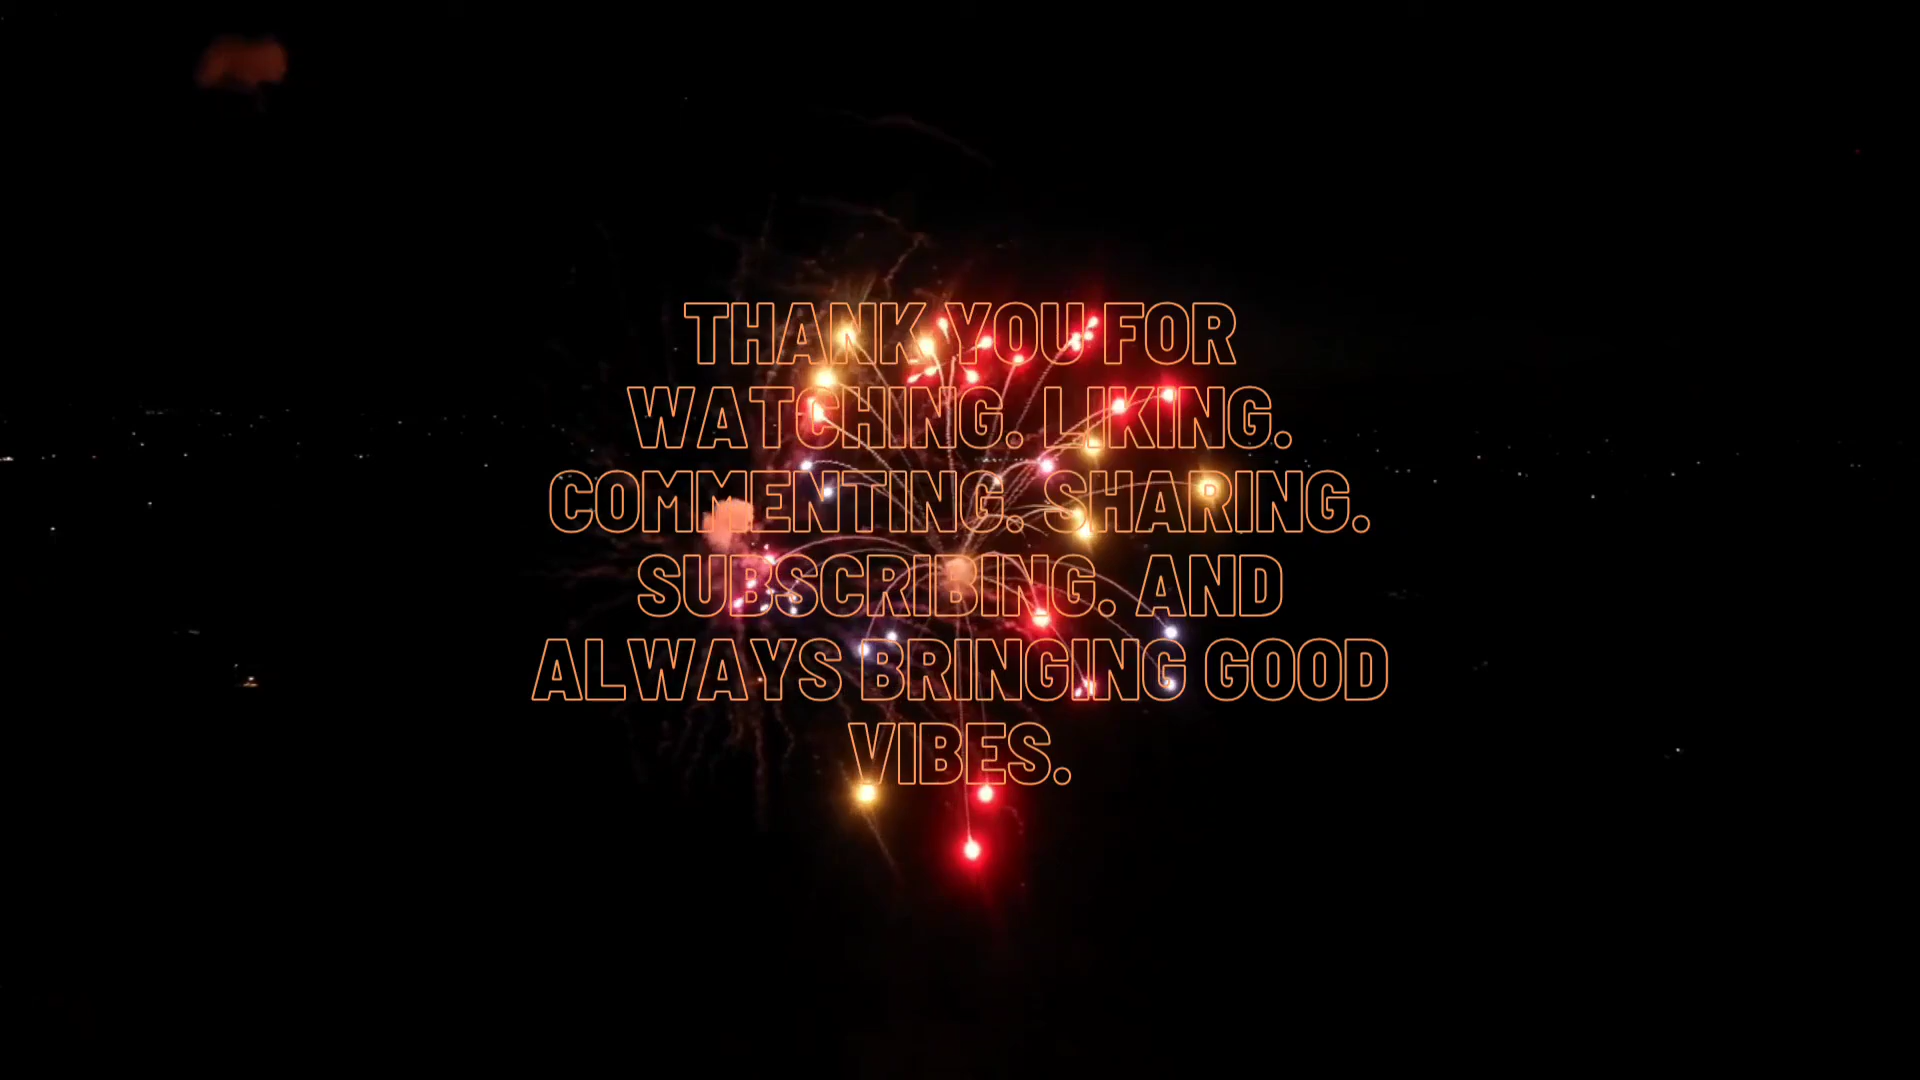 THANK YOU FOR
WATCHING. LIKING.
COMMENTING. SHARING.
SUBSCRIBING. AND
ALWAYS BRINGING GOOD
VIBES.